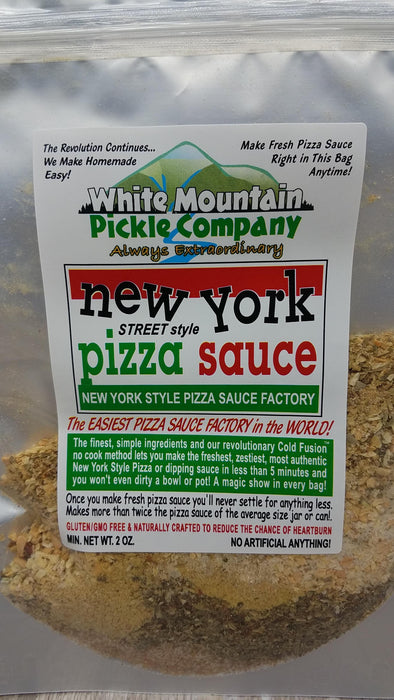 The Revolution Continues...
We Make Homemade
Easy!
Make Fresh Pizza Sauce
Right in This Bag
Anytime!
White Mountain
Pickle Company
Always Extraordinary
new York
STREET style
pizza sauce
NEW YORK STYLE PIZZA SAUCE FACTORY
The EASIEST PIZZA SAUCE FACTORY in the WORLD!
The finest, simple ingredients and our revolutionary Cold Fusion™
no cook method lets you make the freshest, zestiest, most authentic
New York Style Pizza or dipping sauce in less than 5 minutes and
you won't even dirty a bowl or pot! A magic show in every bag!
Once you make fresh pizza sauce you'll never settle for anything less.
Makes more than twice the pizza sauce of the average size jar or can!.
GLUTEN/GMO FREE & NATURALLY CRAFTED TO REDUCE THE CHANCE OF HEARTBURN
MIN. NET WT. 2 OZ. NO ARTIFICIAL ANYTHING!